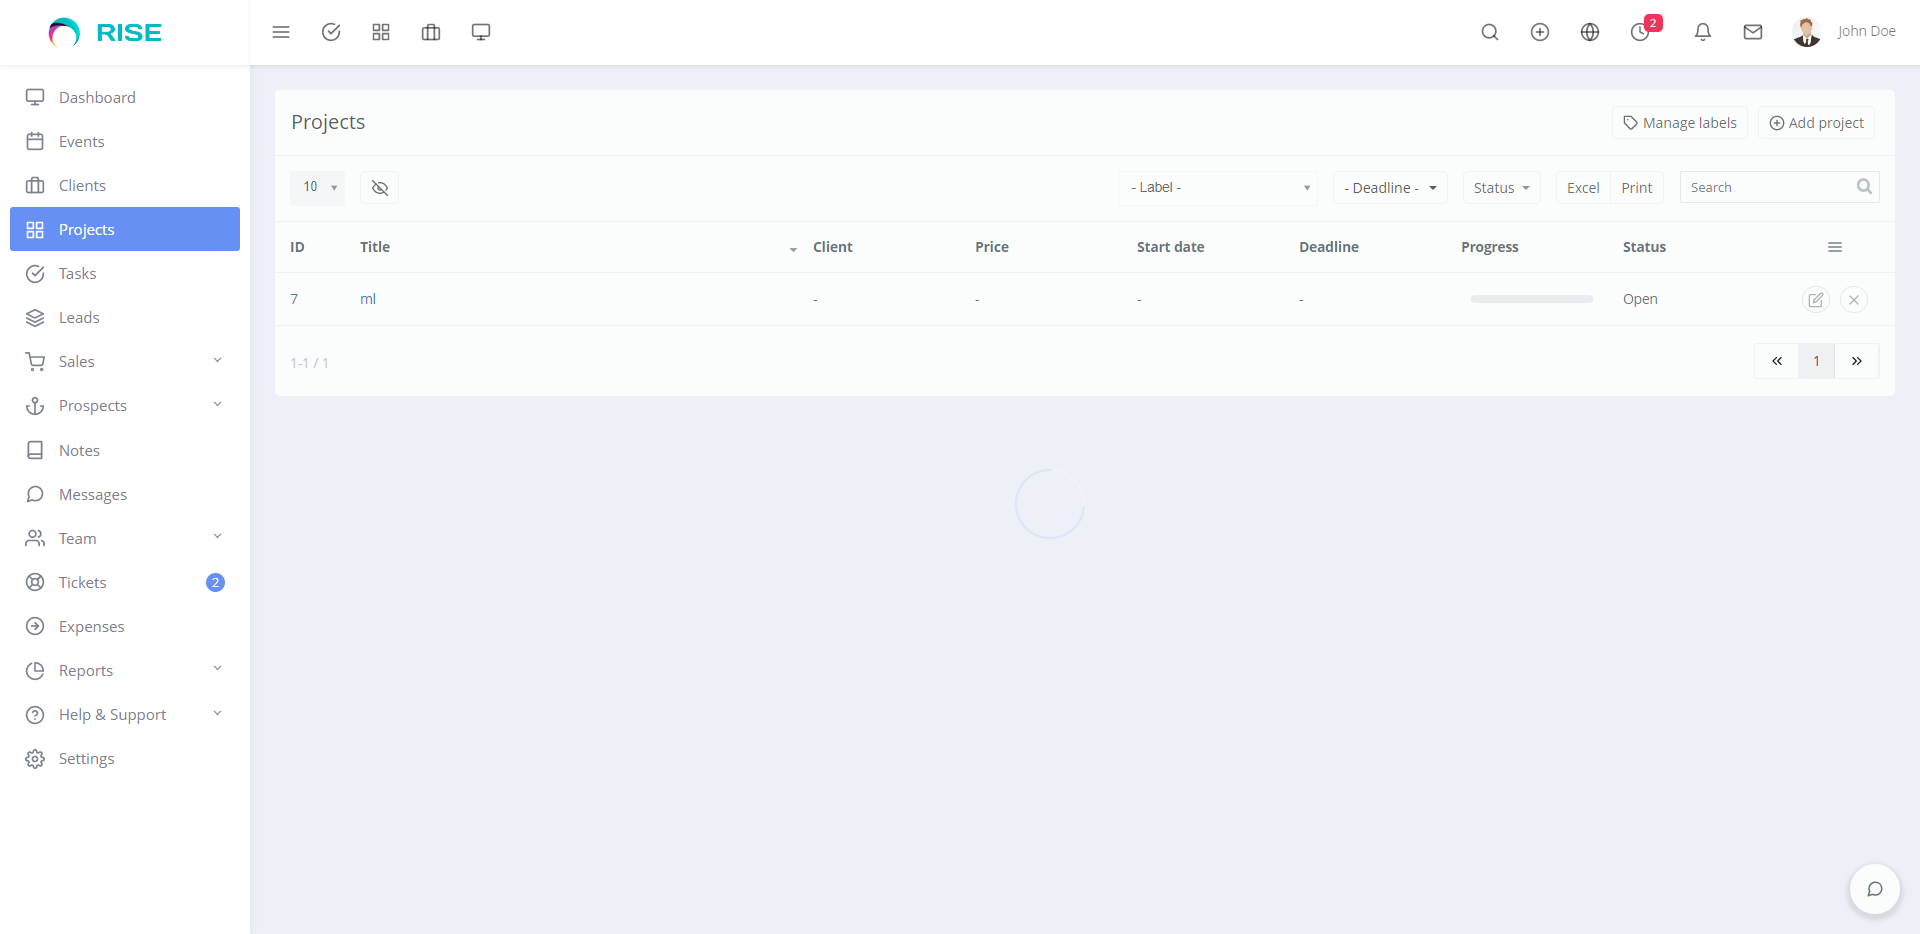 RISE
2
John Doe
Dashboard
Events
Clients
Projects
Tasks
Leads
Sales
Prospects
Notes
Messages
Team
Tickets 2
Expenses
Reports
Help & Support
Settings
Projects
Manage labels
Add project
10
- Label -
- Deadline -
Status
Excel
Print
Search
ID Title Client Price Start date Deadline Progress Status
7 ml - - - - Open
1-1 / 1
« 1 »